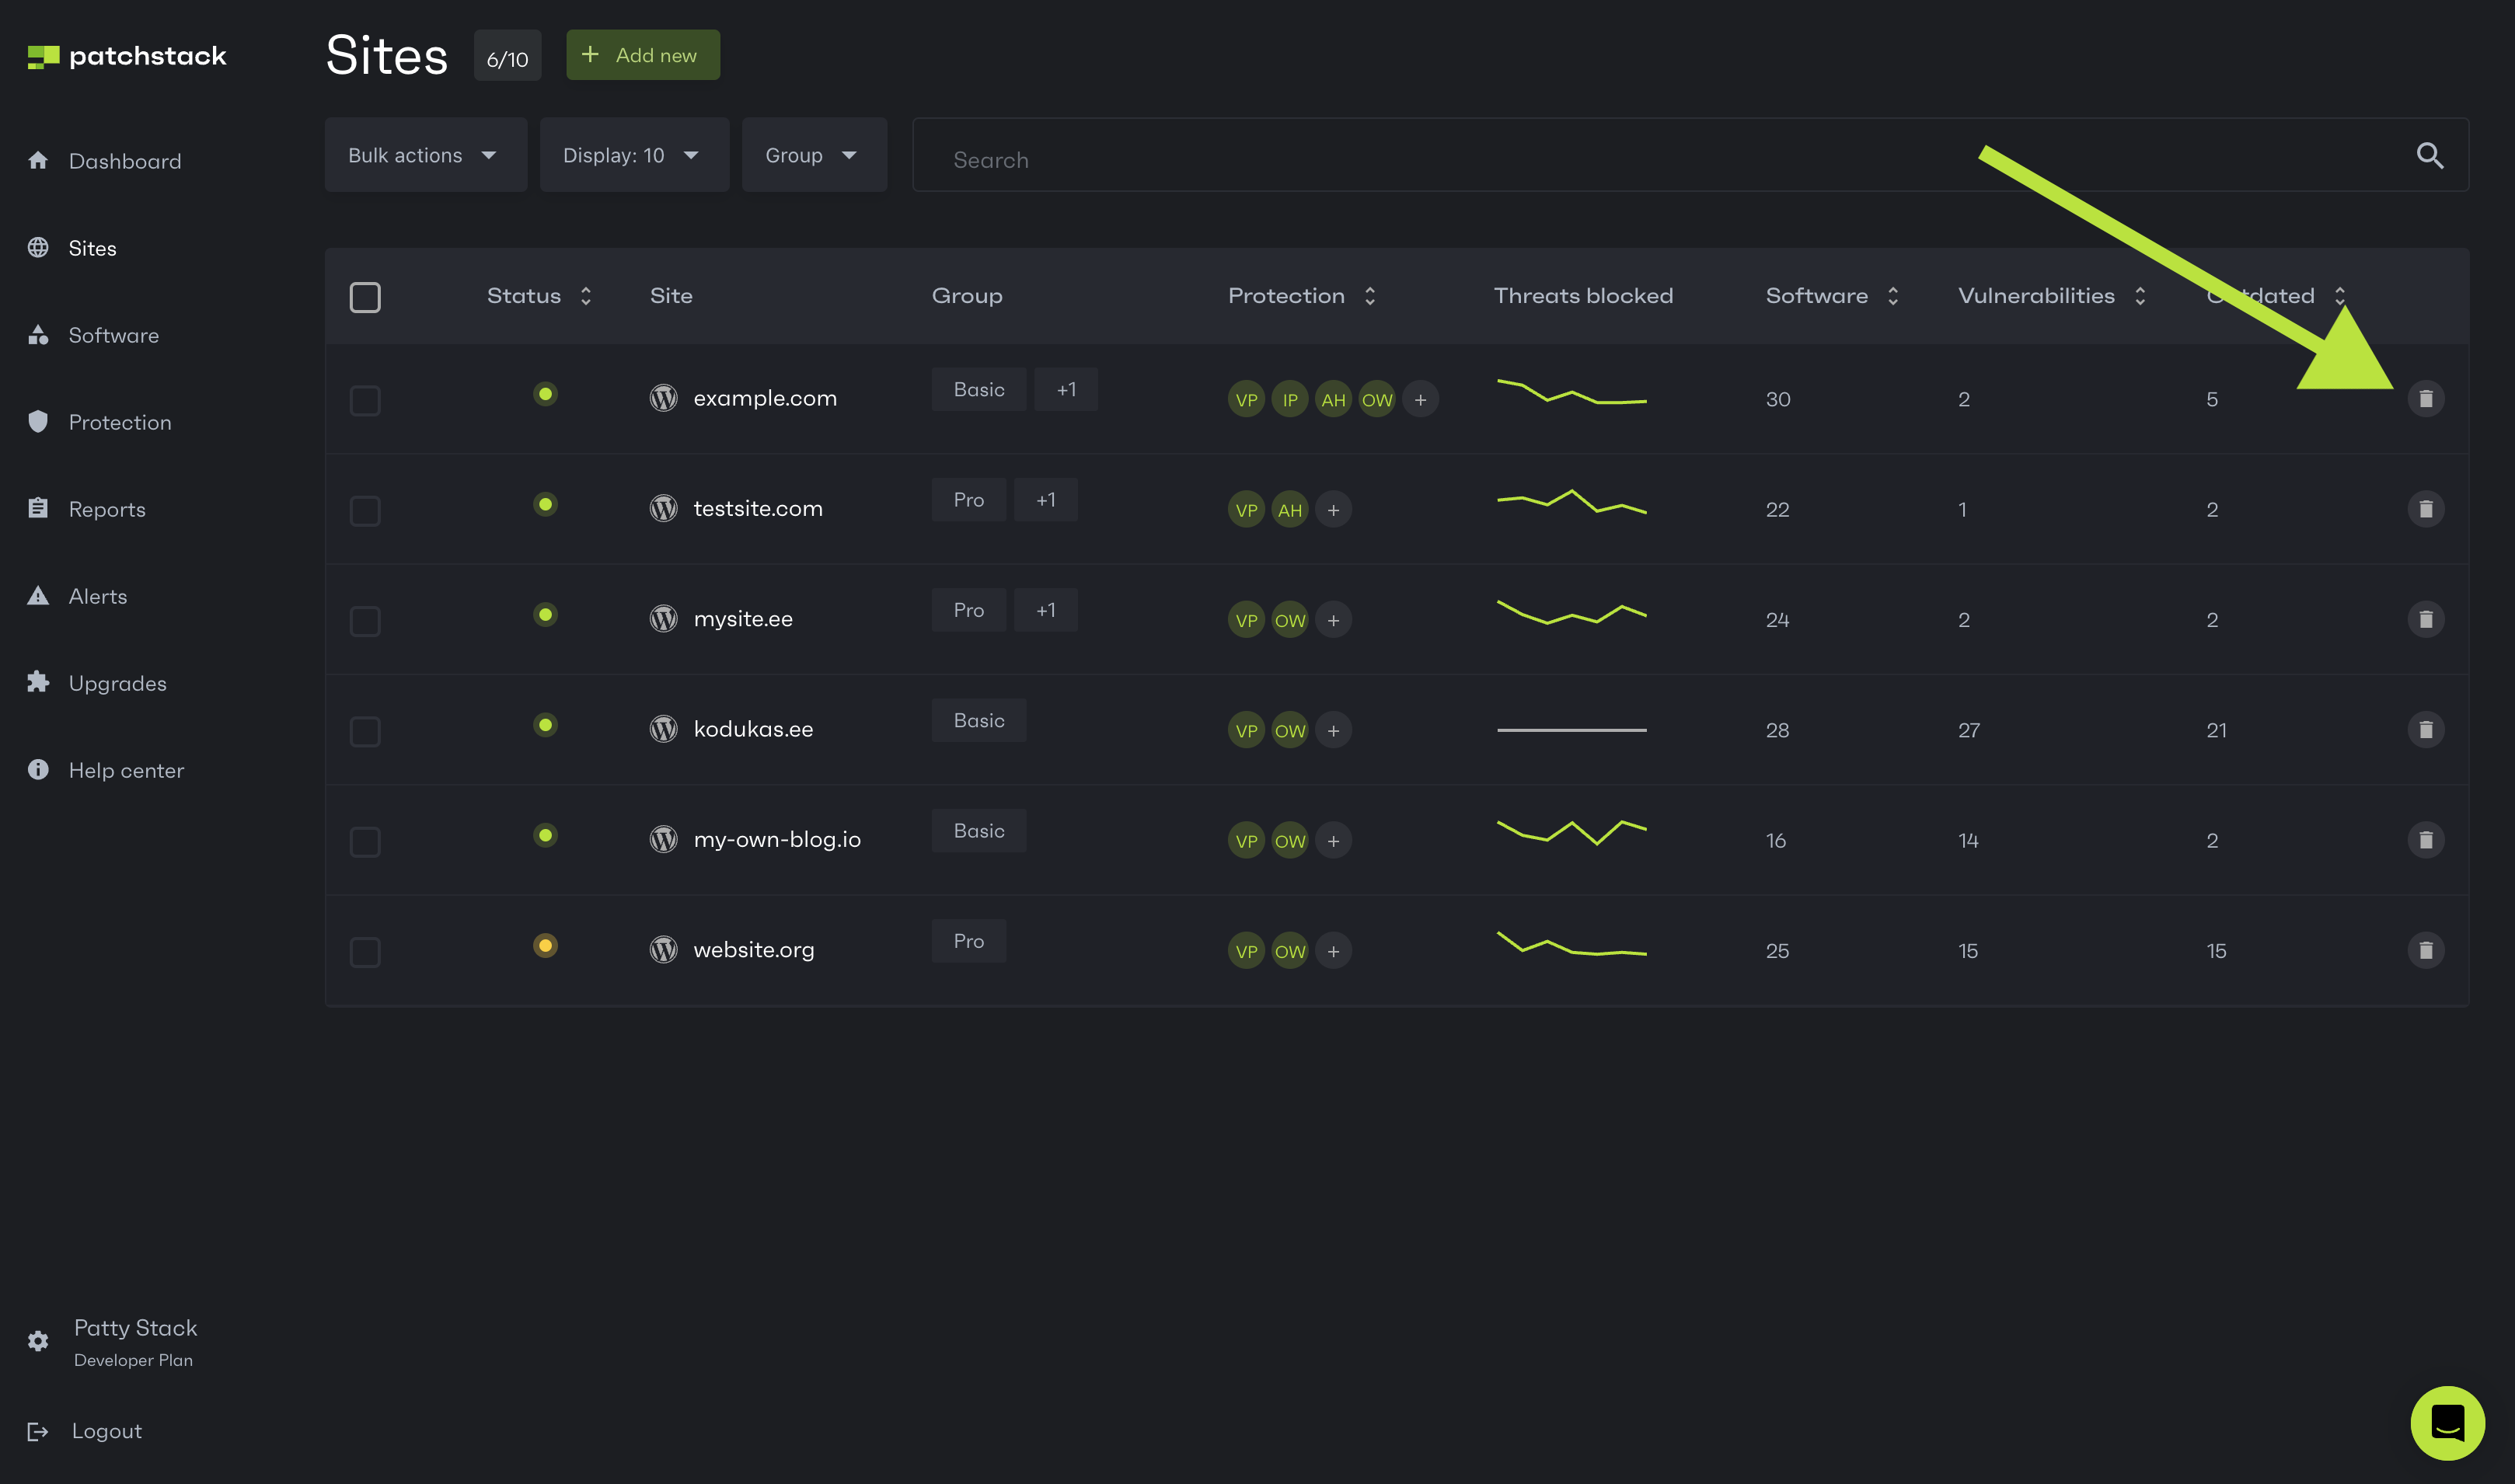 patchstack
Sites 6/10 + Add new
Dashboard
Sites
Software
Protection
Reports
Alerts
Upgrades
Help center
Patty Stack
Developer Plan
Logout
Bulk actions Display: 10 Group Search
Status Site Group Protection Threats blocked Software Vulnerabilities
example.com Basic +1 VP IP AH OW + 30 2 5
testsite.com Pro +1 VP AH + 22 1 2
mysite.ee Pro +1 VP OW + 24 2 2
kodukas.ee Basic VP OW + 28 27 21
my-own-blog.io Basic VP OW + 16 14 2
website.org Pro VP OW + 25 15 15